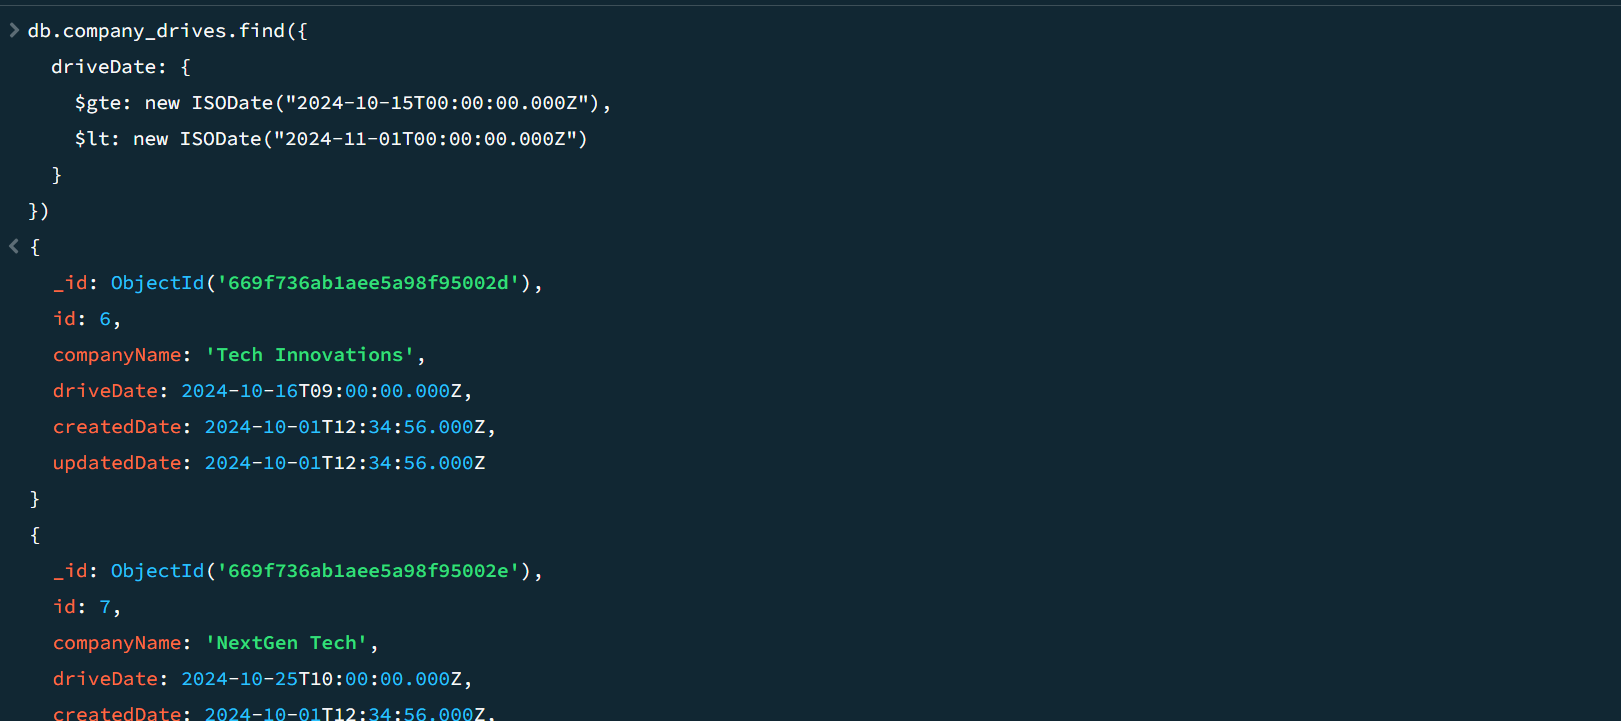 db.company_drives.find({
driveDate: {
$gte: new ISODate("2024-10-15T00:00:00.000Z"),
$lt: new ISODate("2024-11-01T00:00:00.000Z")
}
})
{
_id: ObjectId('669f736ab1aee5a98f95002d'),
id: 6,
companyName: 'Tech Innovations',
driveDate: 2024-10-16T09:00:00.000Z,
createdDate: 2024-10-01T12:34:56.000Z,
updatedDate: 2024-10-01T12:34:56.000Z
}
{
_id: ObjectId('669f736ab1aee5a98f95002e'),
id: 7,
companyName: 'NextGen Tech',
driveDate: 2024-10-25T10:00:00.000Z,
createdDate: 2024-10-01T12:34:56.000Z,